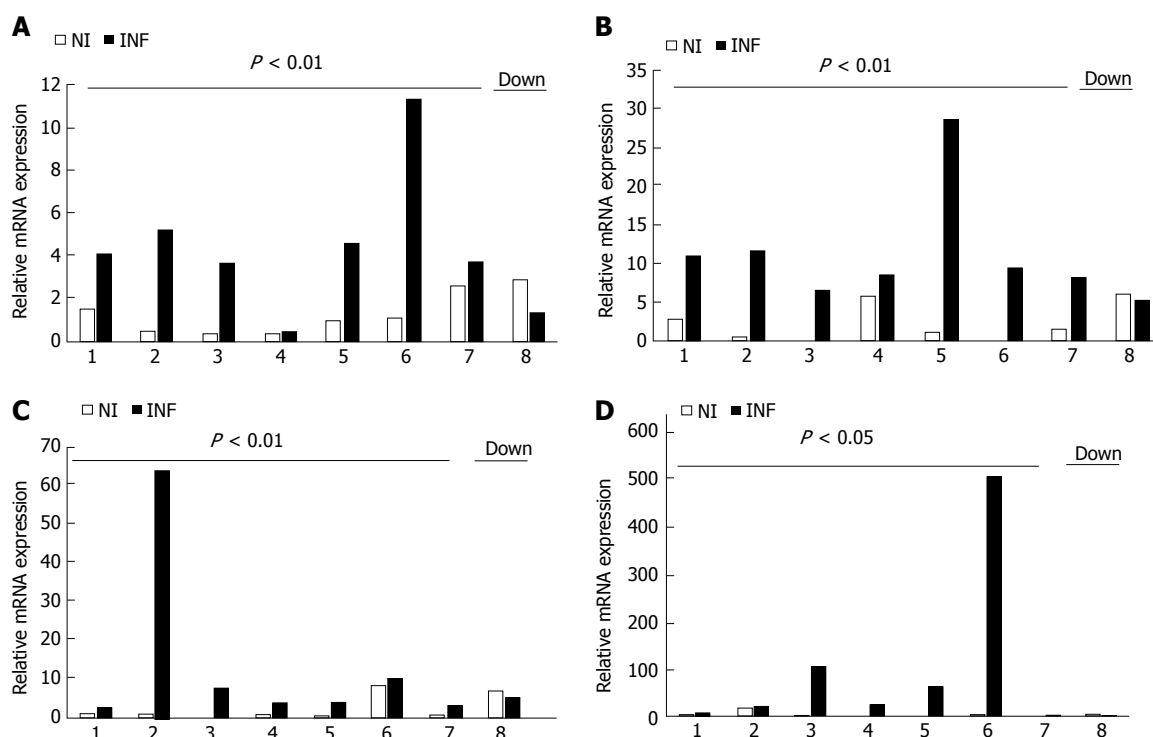 A
NI INF
P < 0.01
Down
Relative mRNA expression
12
10
8
6
4
2
0
1 2 3 4 5 6 7 8
B
NI INF
P < 0.01
Down
Relative mRNA expression
35
30
25
20
15
10
5
0
1 2 3 4 5 6 7 8
C
NI INF
P < 0.01
Down
Relative mRNA expression
70
60
50
40
30
20
10
0
1 2 3 4 5 6 7 8
D
NI INF
P < 0.05
Down
Relative mRNA expression
600
500
400
300
200
100
0
1 2 3 4 5 6 7 8